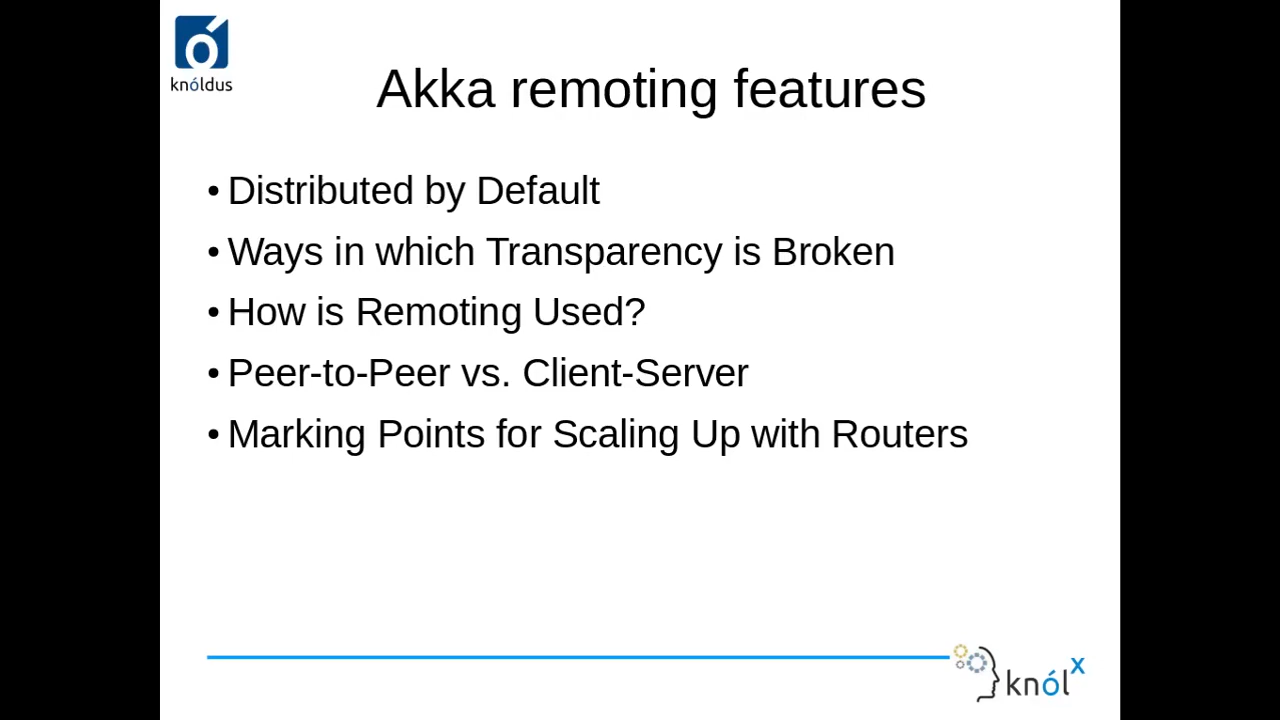 knóldus
Akka remoting features
• Distributed by Default
• Ways in which Transparency is Broken
• How is Remoting Used?
• Peer-to-Peer vs. Client-Server
• Marking Points for Scaling Up with Routers
knól x